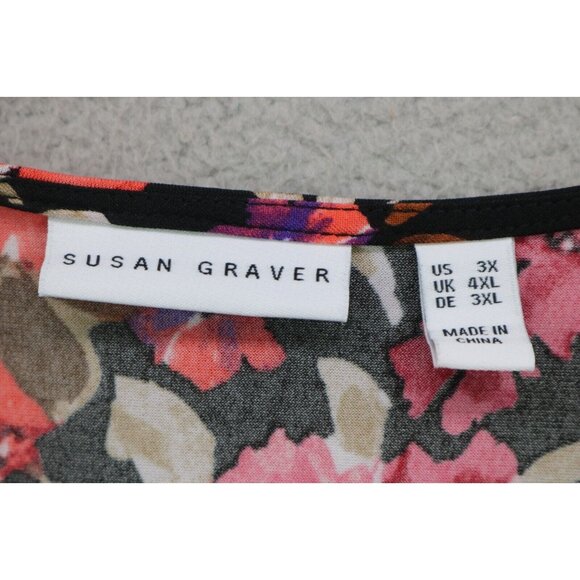 SUSAN GRAVER
US 3X
UK 4XL
DE 3XL
MADE IN
CHINA